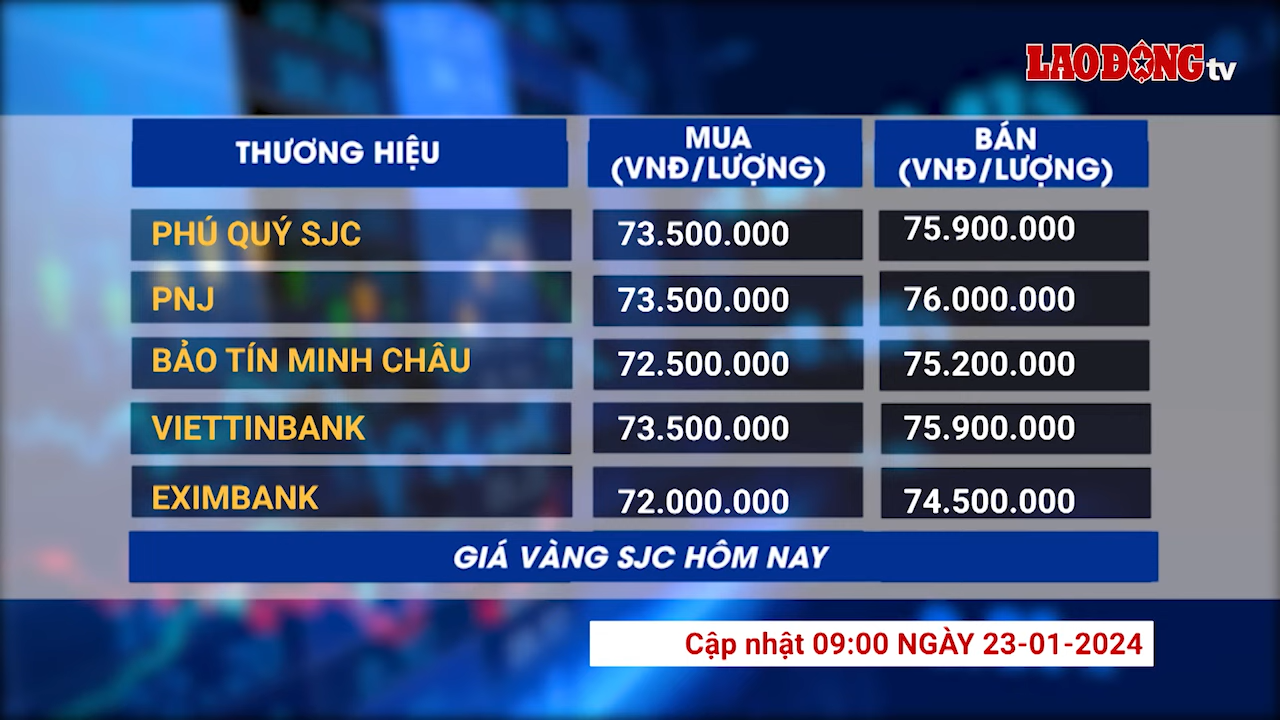 LAO ĐỘNG tv
THƯƠNG HIỆU
MUA
(VNĐ/LƯỢNG)
BÁN
(VNĐ/LƯỢNG)
PHÚ QUÝ SJC 73.500.000 75.900.000
PNJ 73.500.000 76.000.000
BẢO TÍN MINH CHÂU 72.500.000 75.200.000
VIETTINBANK 73.500.000 75.900.000
EXIMBANK 72.000.000 74.500.000
GIÁ VÀNG SJC HÔM NAY
Cập nhật 09:00 NGÀY 23-01-2024